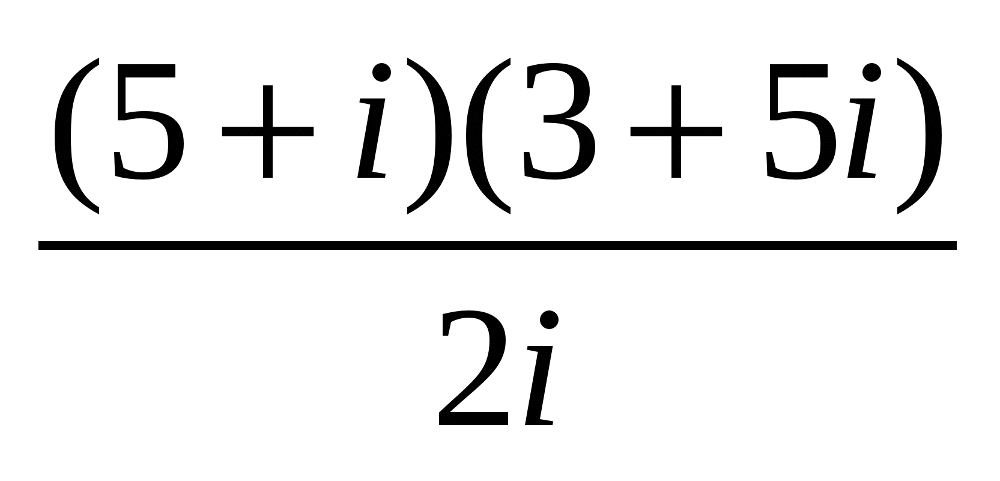 (5 + i)(3 + 5i)
2i